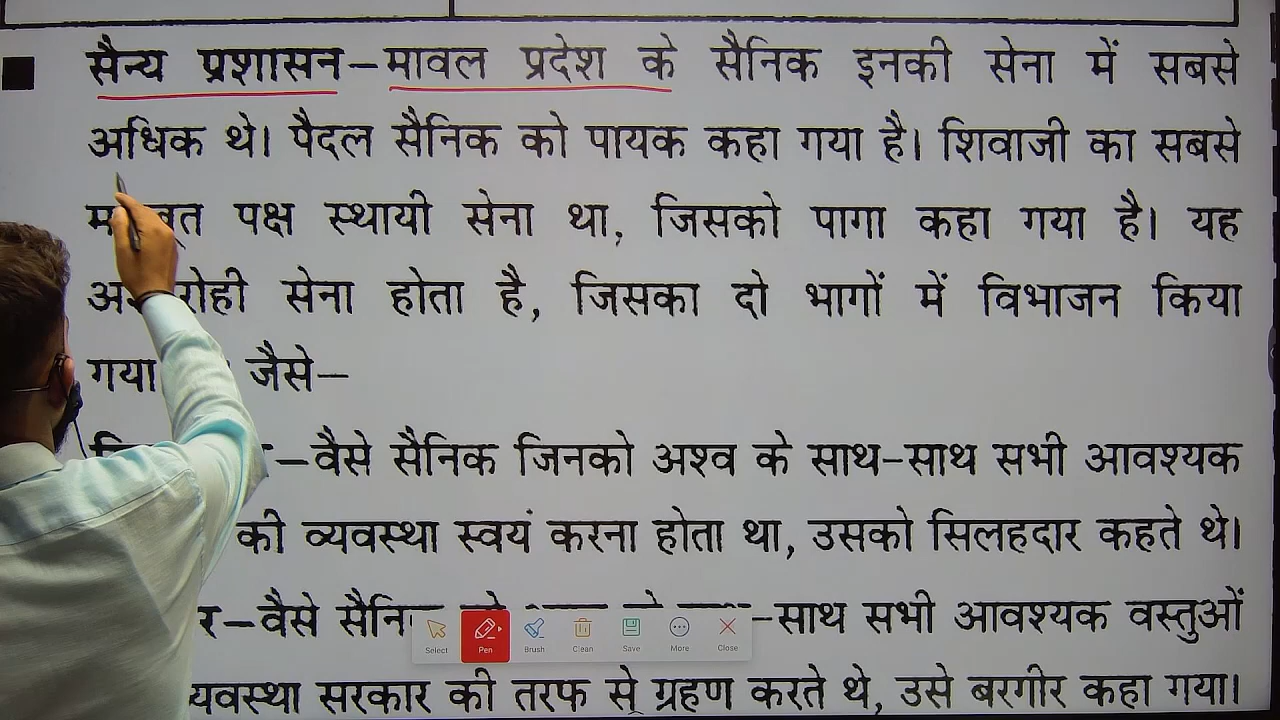 सैन्य प्रशासन–मावल प्रदेश के सैनिक इनकी सेना में सबसे
अधिक थे। पैदल सैनिक को पायक कहा गया है। शिवाजी का सबसे
पक्ष स्थायी सेना था, जिसको पागा कहा गया है। यह
सेना होता है, जिसका दो भागों में विभाजन किया
गया जैसे–
–वैसे सैनिक जिनको अश्व के साथ-साथ सभी आवश्यक
की व्यवस्था स्वयं करना होता था, उसको सिलहदार कहते थे।
र–वैसे -साथ सभी आवश्यक वस्तुओं
यवस्था सरकार की तरफ से ग्रहण करते थे, उसे बरगीर कहा गया।
Select Pen Brush Clean Save More Close